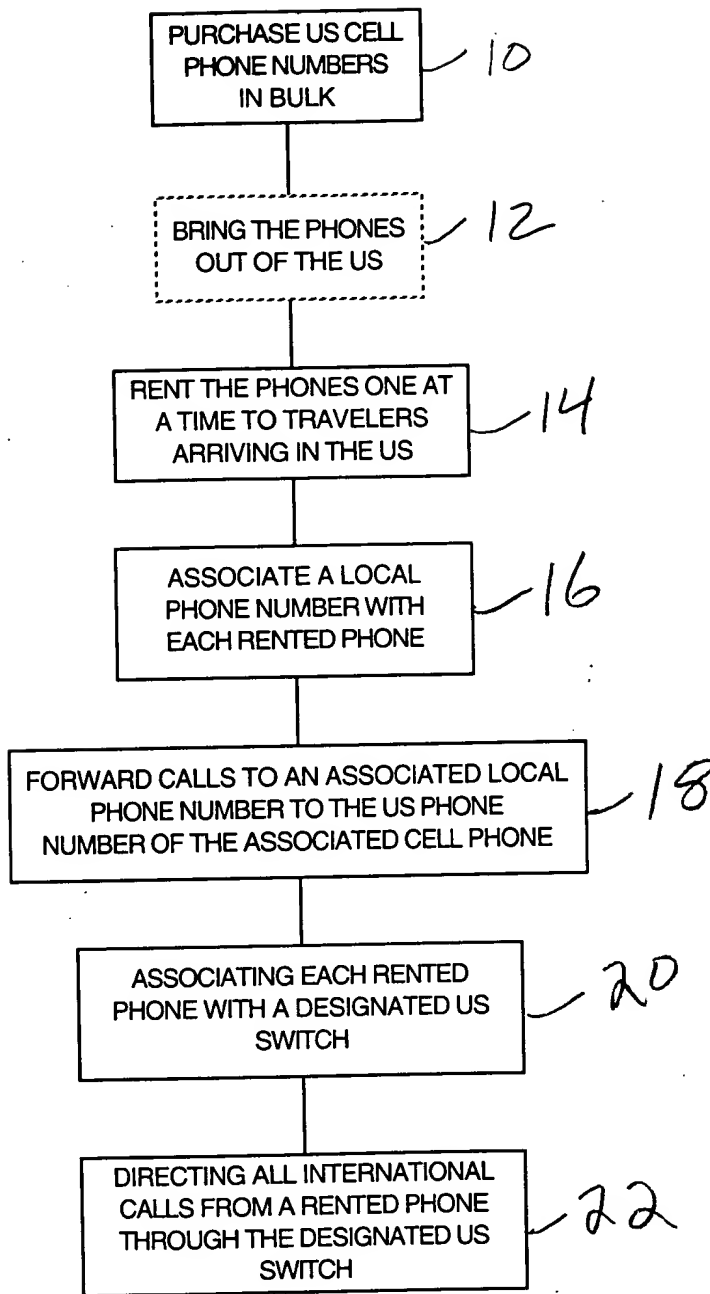 PURCHASE US CELL
PHONE NUMBERS
IN BULK
10
BRING THE PHONES
OUT OF THE US
12
RENT THE PHONES ONE AT
A TIME TO TRAVELERS
ARRIVING IN THE US
14
ASSOCIATE A LOCAL
PHONE NUMBER WITH
EACH RENTED PHONE
16
FORWARD CALLS TO AN ASSOCIATED LOCAL
PHONE NUMBER TO THE US PHONE
NUMBER OF THE ASSOCIATED CELL PHONE
18
ASSOCIATING EACH RENTED
PHONE WITH A DESIGNATED US
SWITCH
20
DIRECTING ALL INTERNATIONAL
CALLS FROM A RENTED PHONE
THROUGH THE DESIGNATED US
SWITCH
22